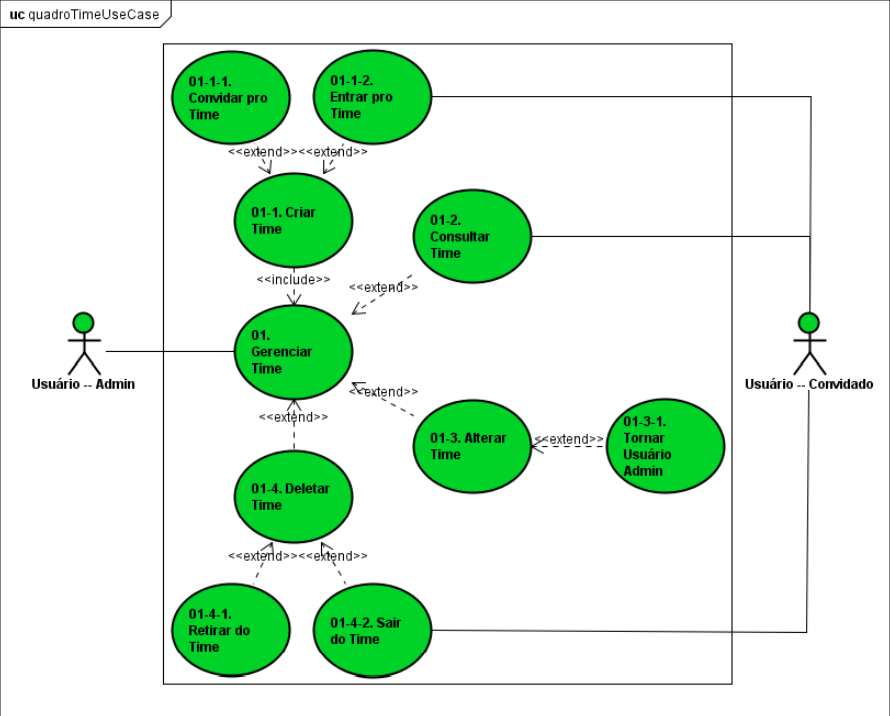 uc quadroTimeUseCase
01-1-1.
Convidar pro
Time
01-1-2.
Entrar pro
Time
<<extend>>
<<extend>>
01-1. Criar
Time
01-2.
Consultar
Time
<<include>>
<<extend>>
01.
Gerenciar
Time
Usuário -- Admin
Usuário -- Convidado
<<extend>>
<<extend>>
01-3. Alterar
Time
<<extend>>
01-3-1.
Tornar
Usuário
Admin
01-4. Deletar
Time
<<extend>>
<<extend>>
01-4-1.
Retirar do
Time
01-4-2. Sair
do Time